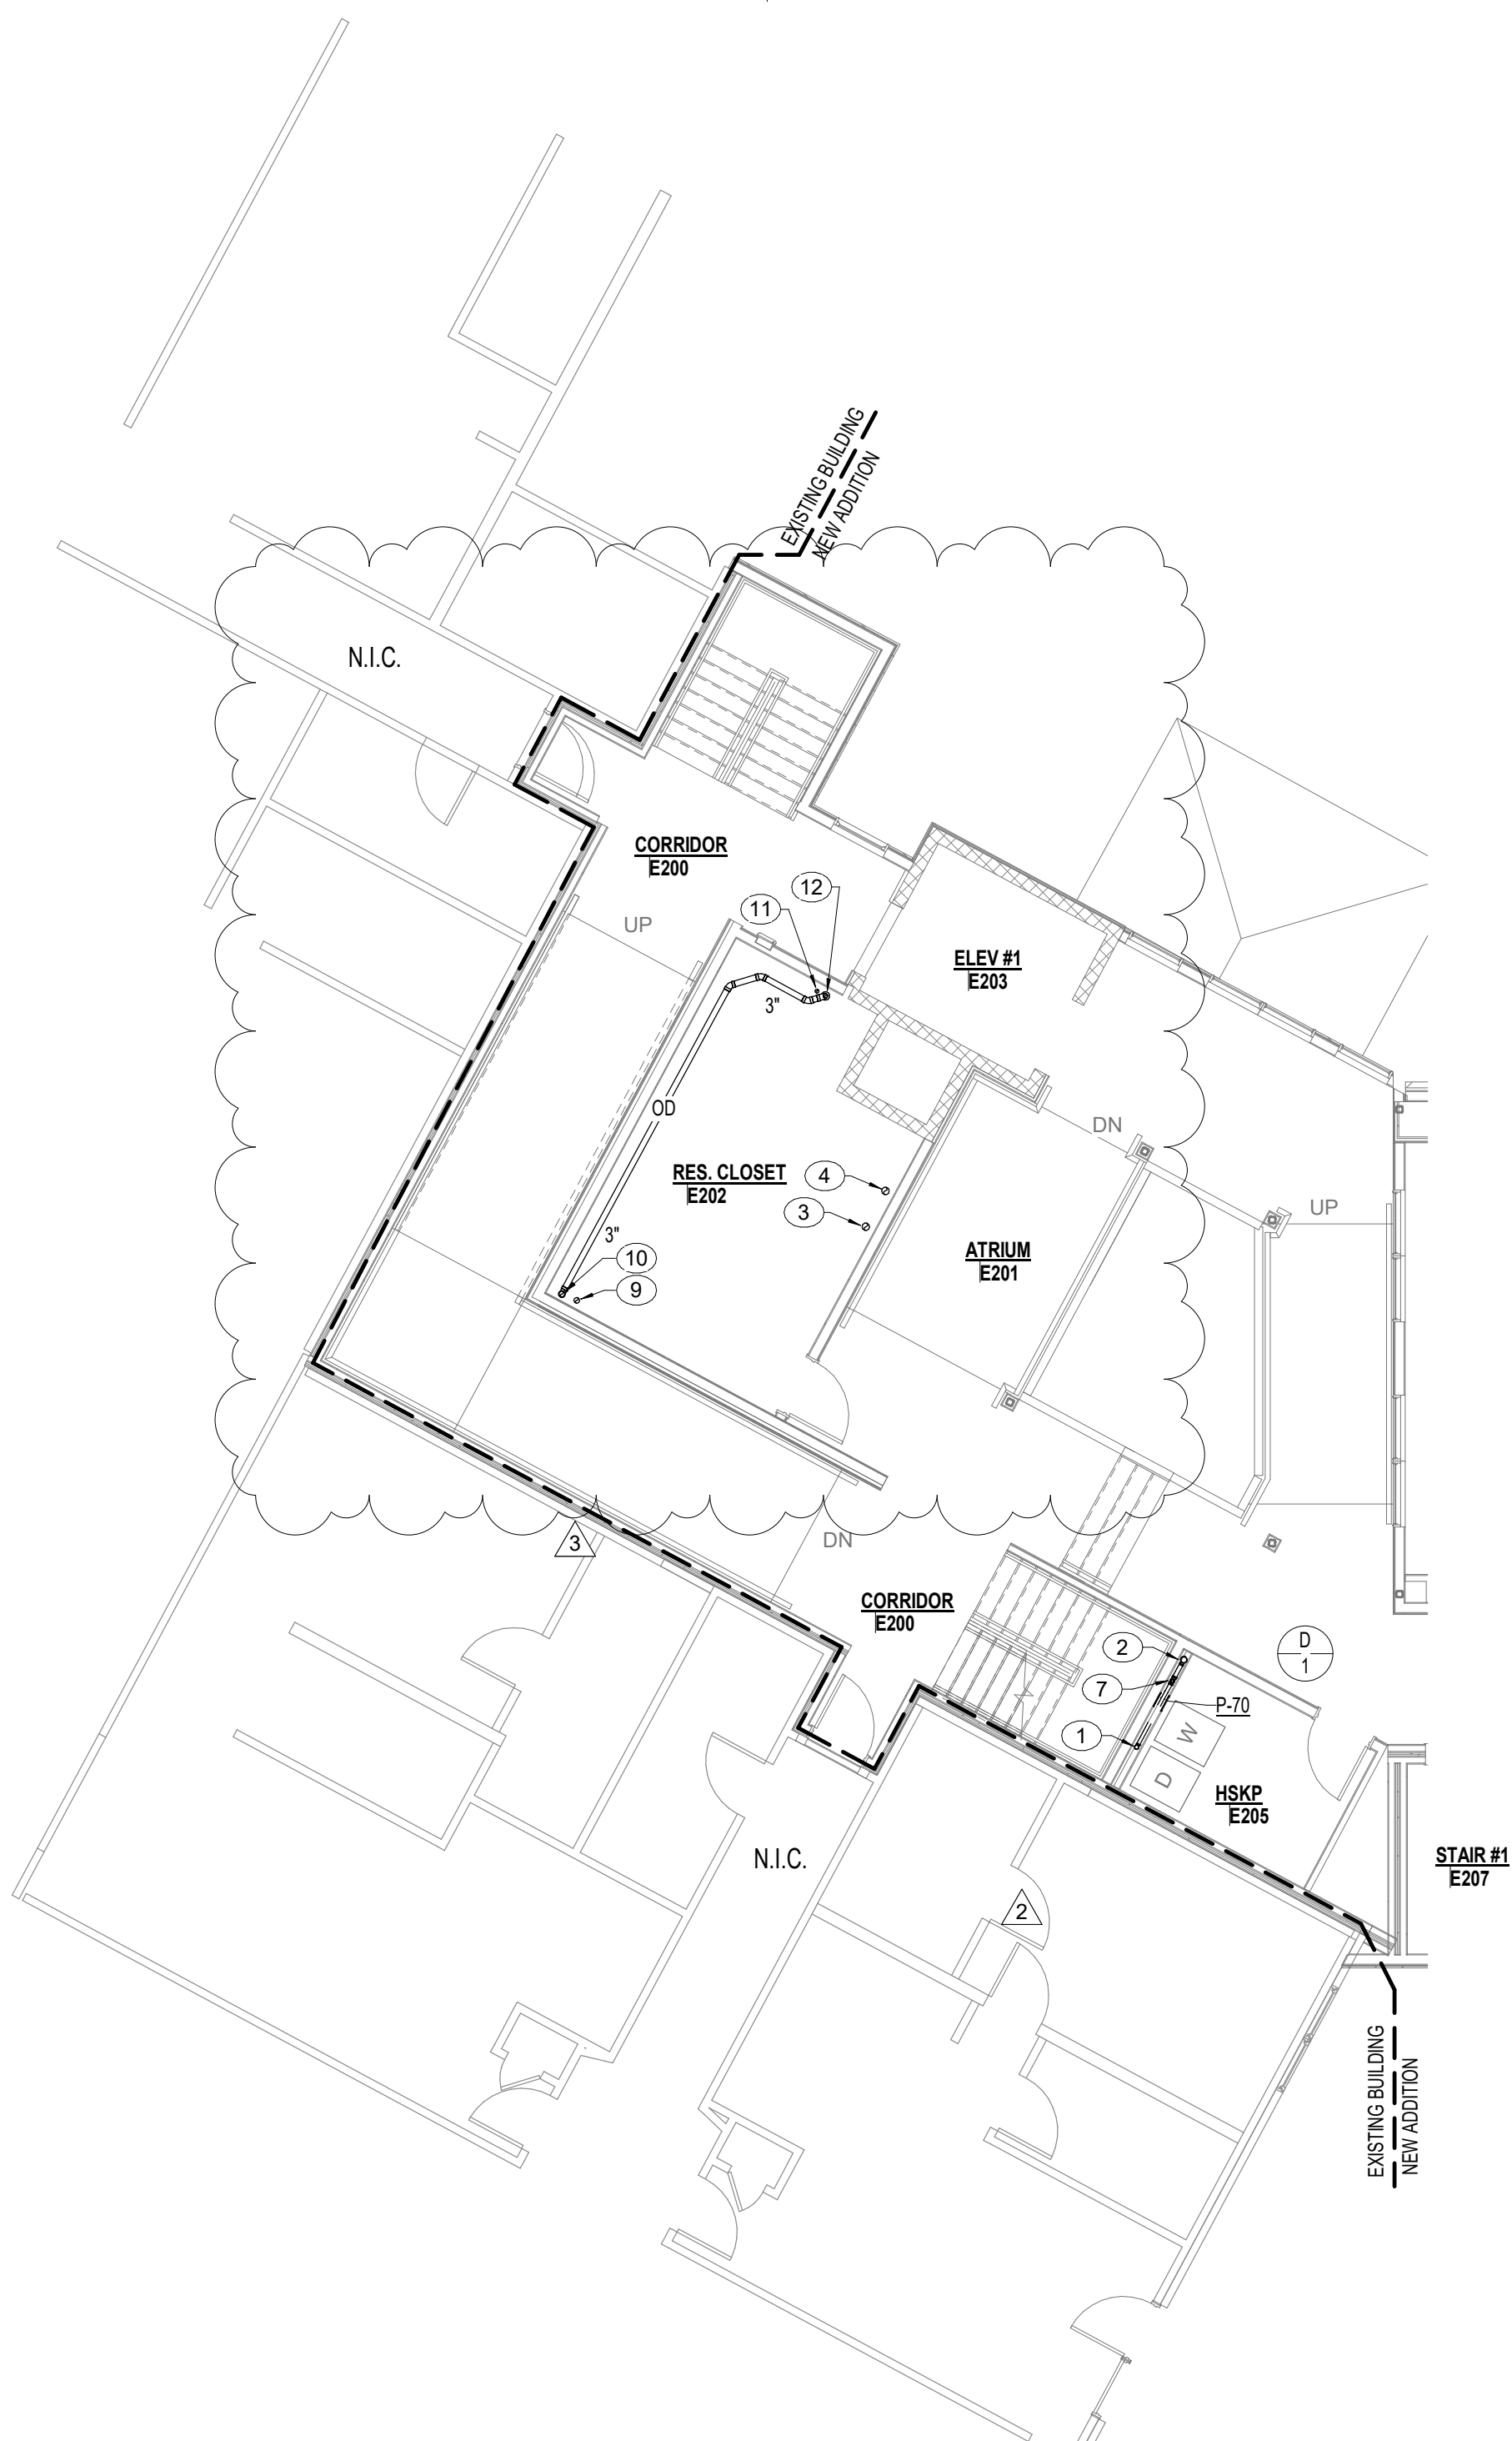 EXISTING BUILDING
NEW ADDITION
N.I.C.
CORRIDOR
E200
12
11
UP
ELEV #1
E203
3"
OD
DN
4
RES. CLOSET
E202
3
UP
3"
ATRIUM
E201
10
9
3
DN
CORRIDOR
E200
D
1
2
7
P-70
1
W
D
HSKP
E205
N.I.C.
STAIR #1
E207
2
EXISTING BUILDING
NEW ADDITION